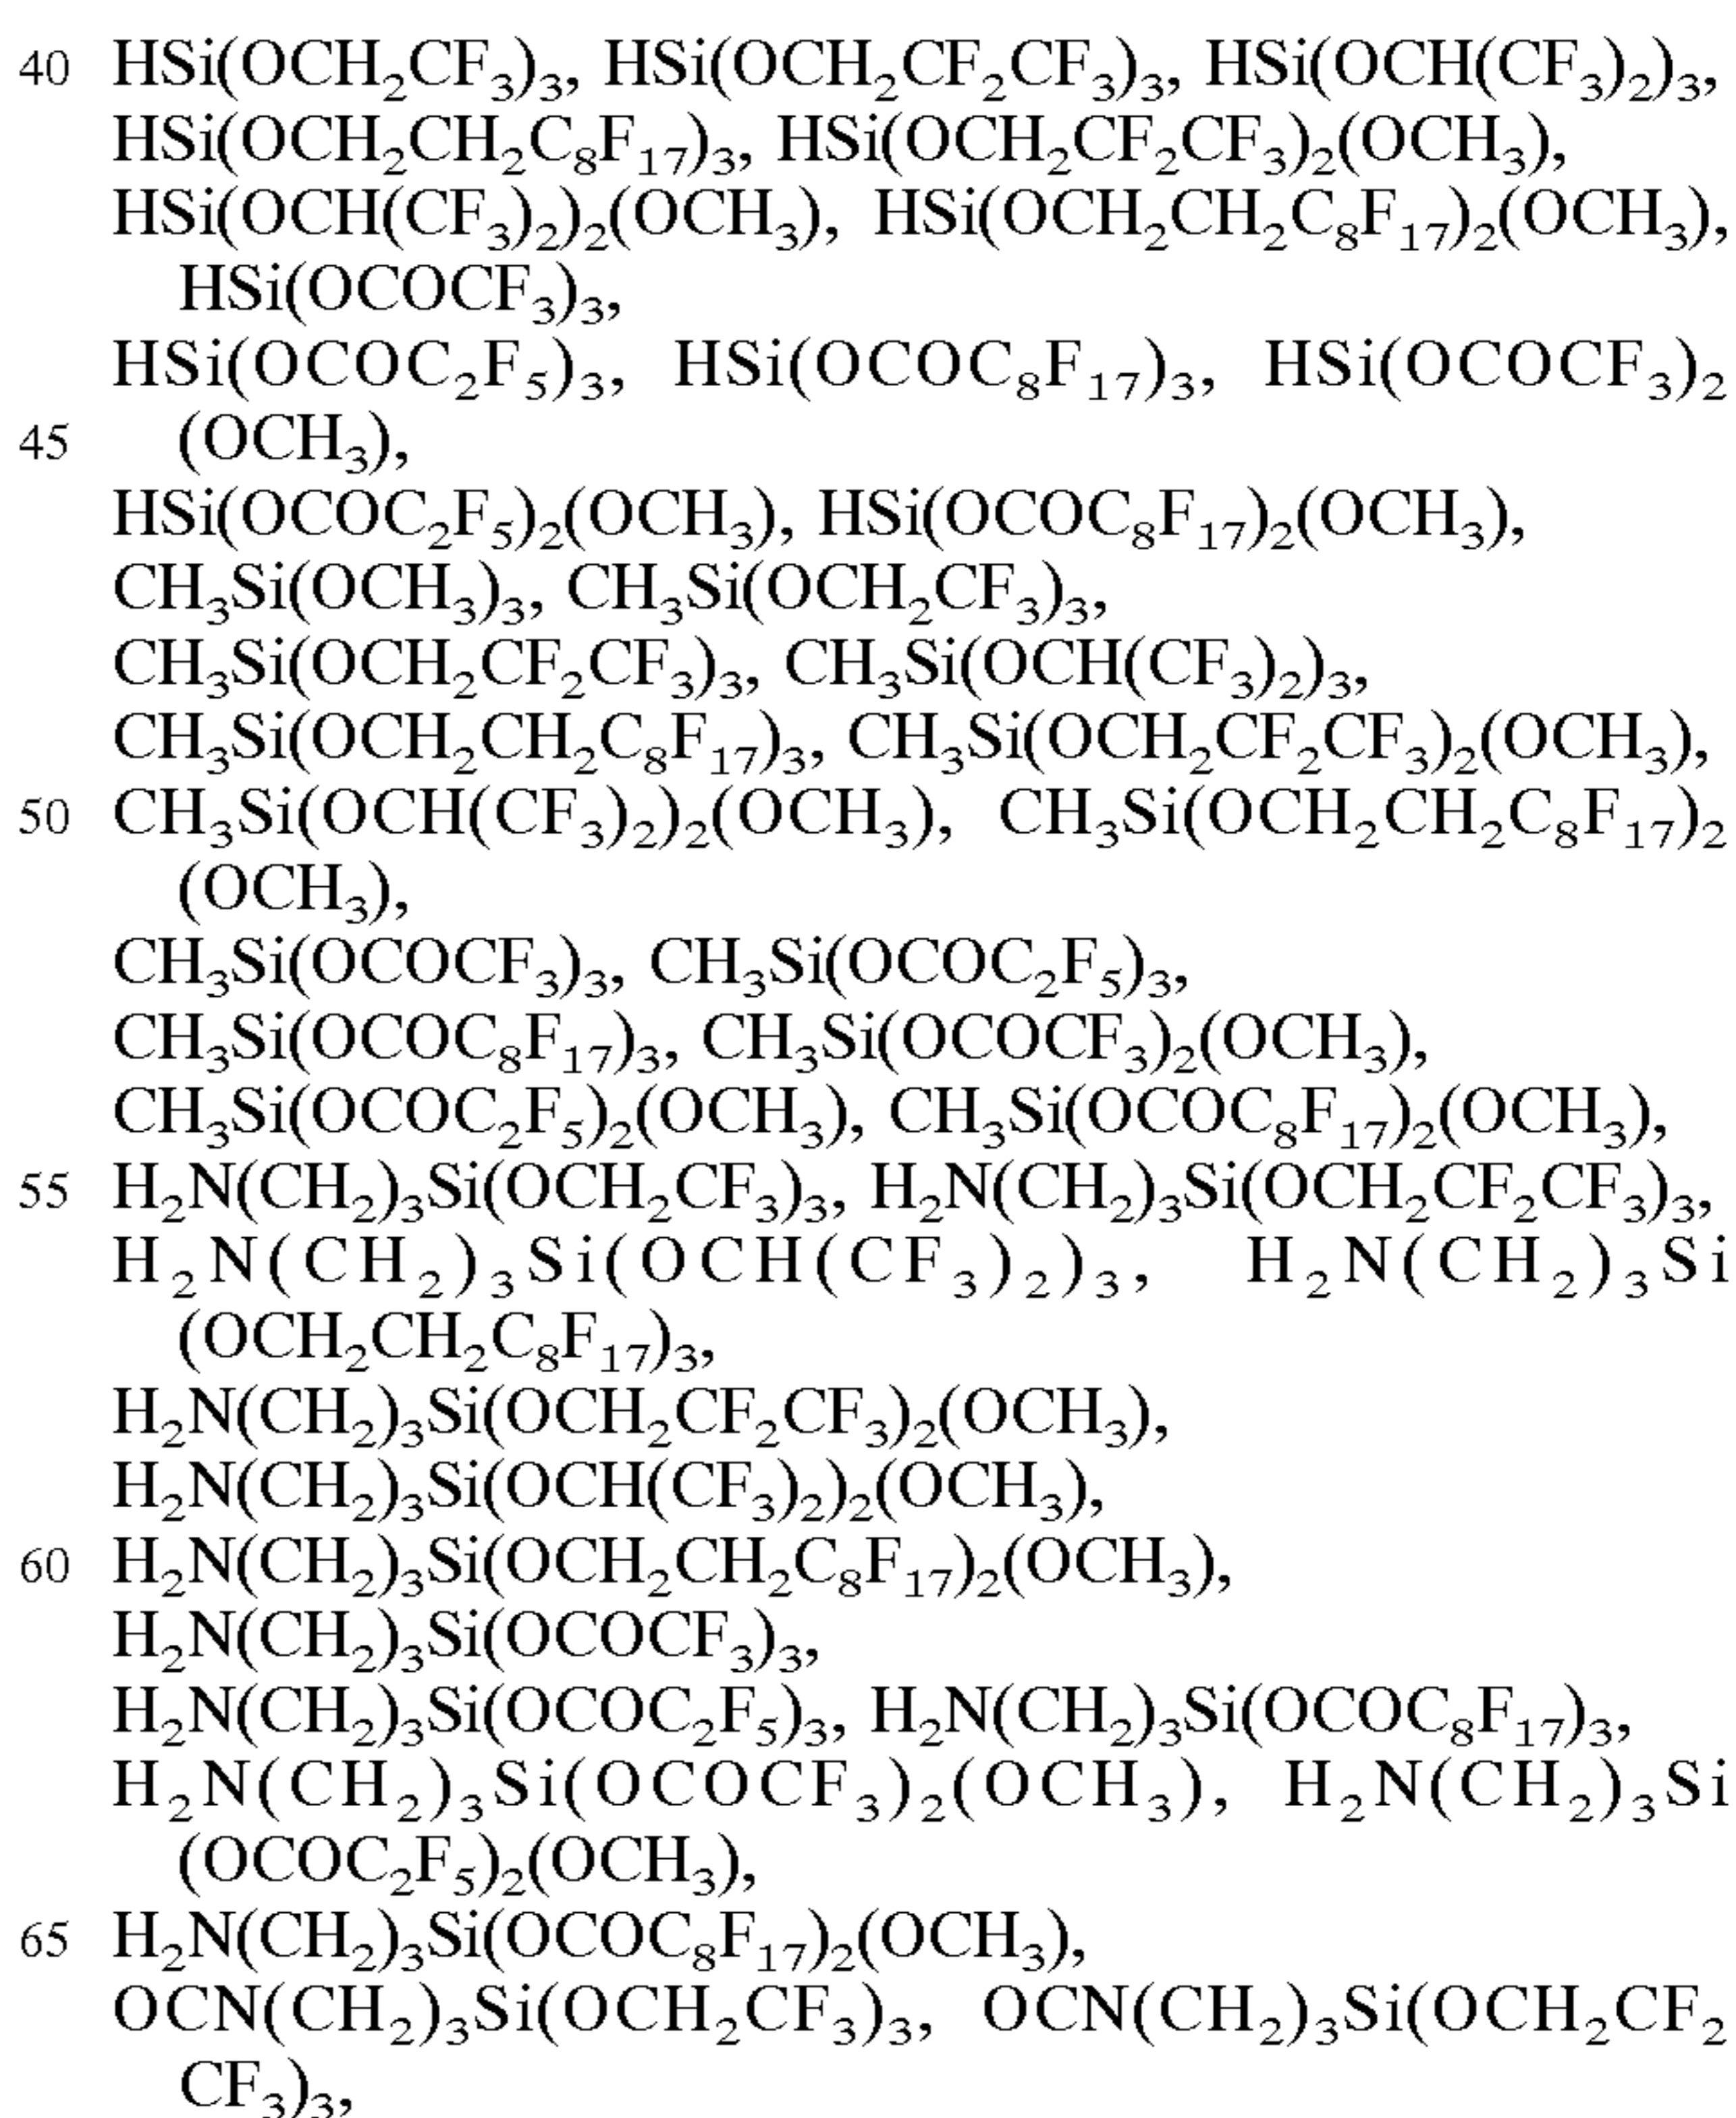 40 HSi(OCH₂CF₃)₃, HSi(OCH₂CF₂CF₃)₃, HSi(OCH(CF₃)₂)₃,
HSi(OCH₂CH₂C₈F₁₇)₃, HSi(OCH₂CF₂CF₃)₂(OCH₃),
HSi(OCH(CF₃)₂)₂(OCH₃), HSi(OCH₂CH₂C₈F₁₇)₂(OCH₃),
HSi(OCOCF₃)₃,
HSi(OCOC₂F₅)₃, HSi(OCOC₈F₁₇)₃, HSi(OCOCF₃)₂
45 (OCH₃),
HSi(OCOC₂F₅)₂(OCH₃), HSi(OCOC₈F₁₇)₂(OCH₃),
CH₃Si(OCH₃)₃, CH₃Si(OCH₂CF₃)₃,
CH₃Si(OCH₂CF₂CF₃)₃, CH₃Si(OCH(CF₃)₂)₃,
CH₃Si(OCH₂CH₂C₈F₁₇)₃, CH₃Si(OCH₂CF₂CF₃)₂(OCH₃),
50 CH₃Si(OCH(CF₃)₂)₂(OCH₃), CH₃Si(OCH₂CH₂C₈F₁₇)₂
(OCH₃),
CH₃Si(OCOCF₃)₃, CH₃Si(OCOC₂F₅)₃,
CH₃Si(OCOC₈F₁₇)₃, CH₃Si(OCOCF₃)₂(OCH₃),
CH₃Si(OCOC₂F₅)₂(OCH₃), CH₃Si(OCOC₈F₁₇)₂(OCH₃),
55 H₂N(CH₂)₃Si(OCH₂CF₃)₃, H₂N(CH₂)₃Si(OCH₂CF₂CF₃)₃,
H₂N(CH₂)₃Si(OCH(CF₃)₂)₃, H₂N(CH₂)₃Si
(OCH₂CH₂C₈F₁₇)₃,
H₂N(CH₂)₃Si(OCH₂CF₂CF₃)₂(OCH₃),
H₂N(CH₂)₃Si(OCH(CF₃)₂)₂(OCH₃),
60 H₂N(CH₂)₃Si(OCH₂CH₂C₈F₁₇)₂(OCH₃),
H₂N(CH₂)₃Si(OCOCF₃)₃,
H₂N(CH₂)₃Si(OCOC₂F₅)₃, H₂N(CH₂)₃Si(OCOC₈F₁₇)₃,
H₂N(CH₂)₃Si(OCOCF₃)₂(OCH₃), H₂N(CH₂)₃Si
(OCOC₂F₅)₂(OCH₃),
65 H₂N(CH₂)₃Si(OCOC₈F₁₇)₂(OCH₃),
OCN(CH₂)₃Si(OCH₂CF₃)₃, OCN(CH₂)₃Si(OCH₂CF₂
CF₃)₃,